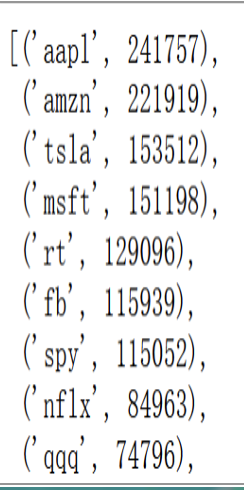 [('aapl', 241757),
('amzn', 221919),
('tsla', 153512),
('msft', 151198),
('rt', 129096),
('fb', 115939),
('spy', 115052),
('nflx', 84963),
('qqq', 74796),